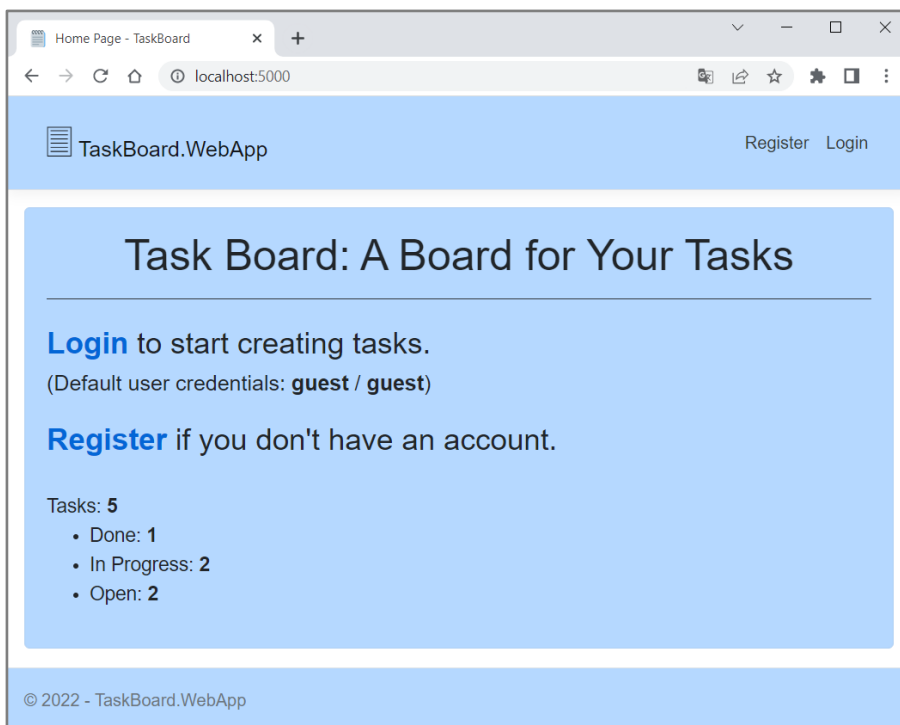 Home Page - TaskBoard
localhost:5000
TaskBoard.WebApp
Register Login
Task Board: A Board for Your Tasks
Login to start creating tasks.
(Default user credentials: guest / guest)
Register if you don't have an account.
Tasks: 5
• Done: 1
• In Progress: 2
• Open: 2
© 2022 - TaskBoard.WebApp